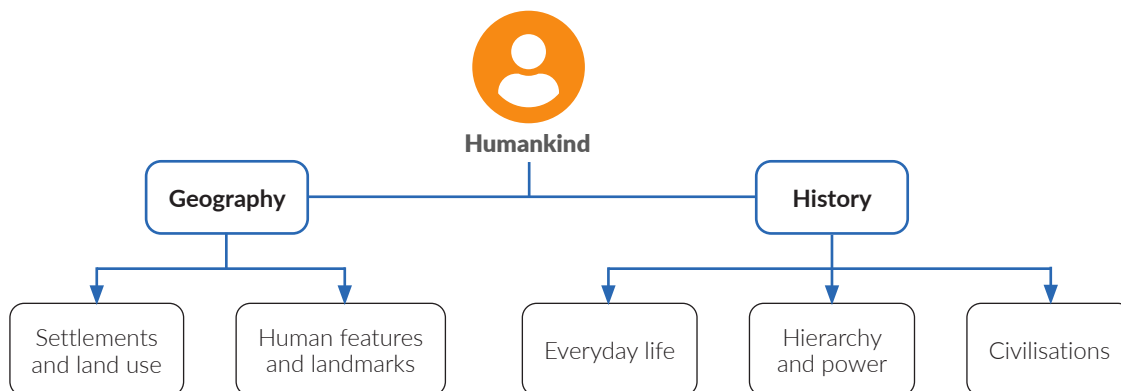 Humankind
Geography
History
Settlements
and land use
Human features
and landmarks
Everyday life
Hierarchy
and power
Civilisations